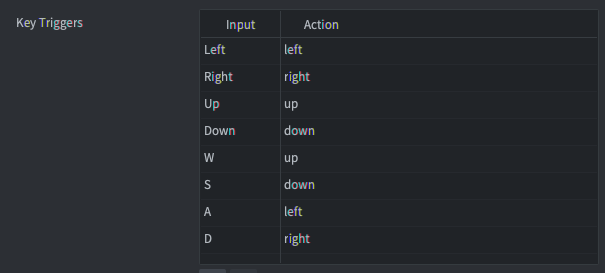 Key Triggers
Input Action
Left left
Right right
Up up
Down down
W up
S down
A left
D right